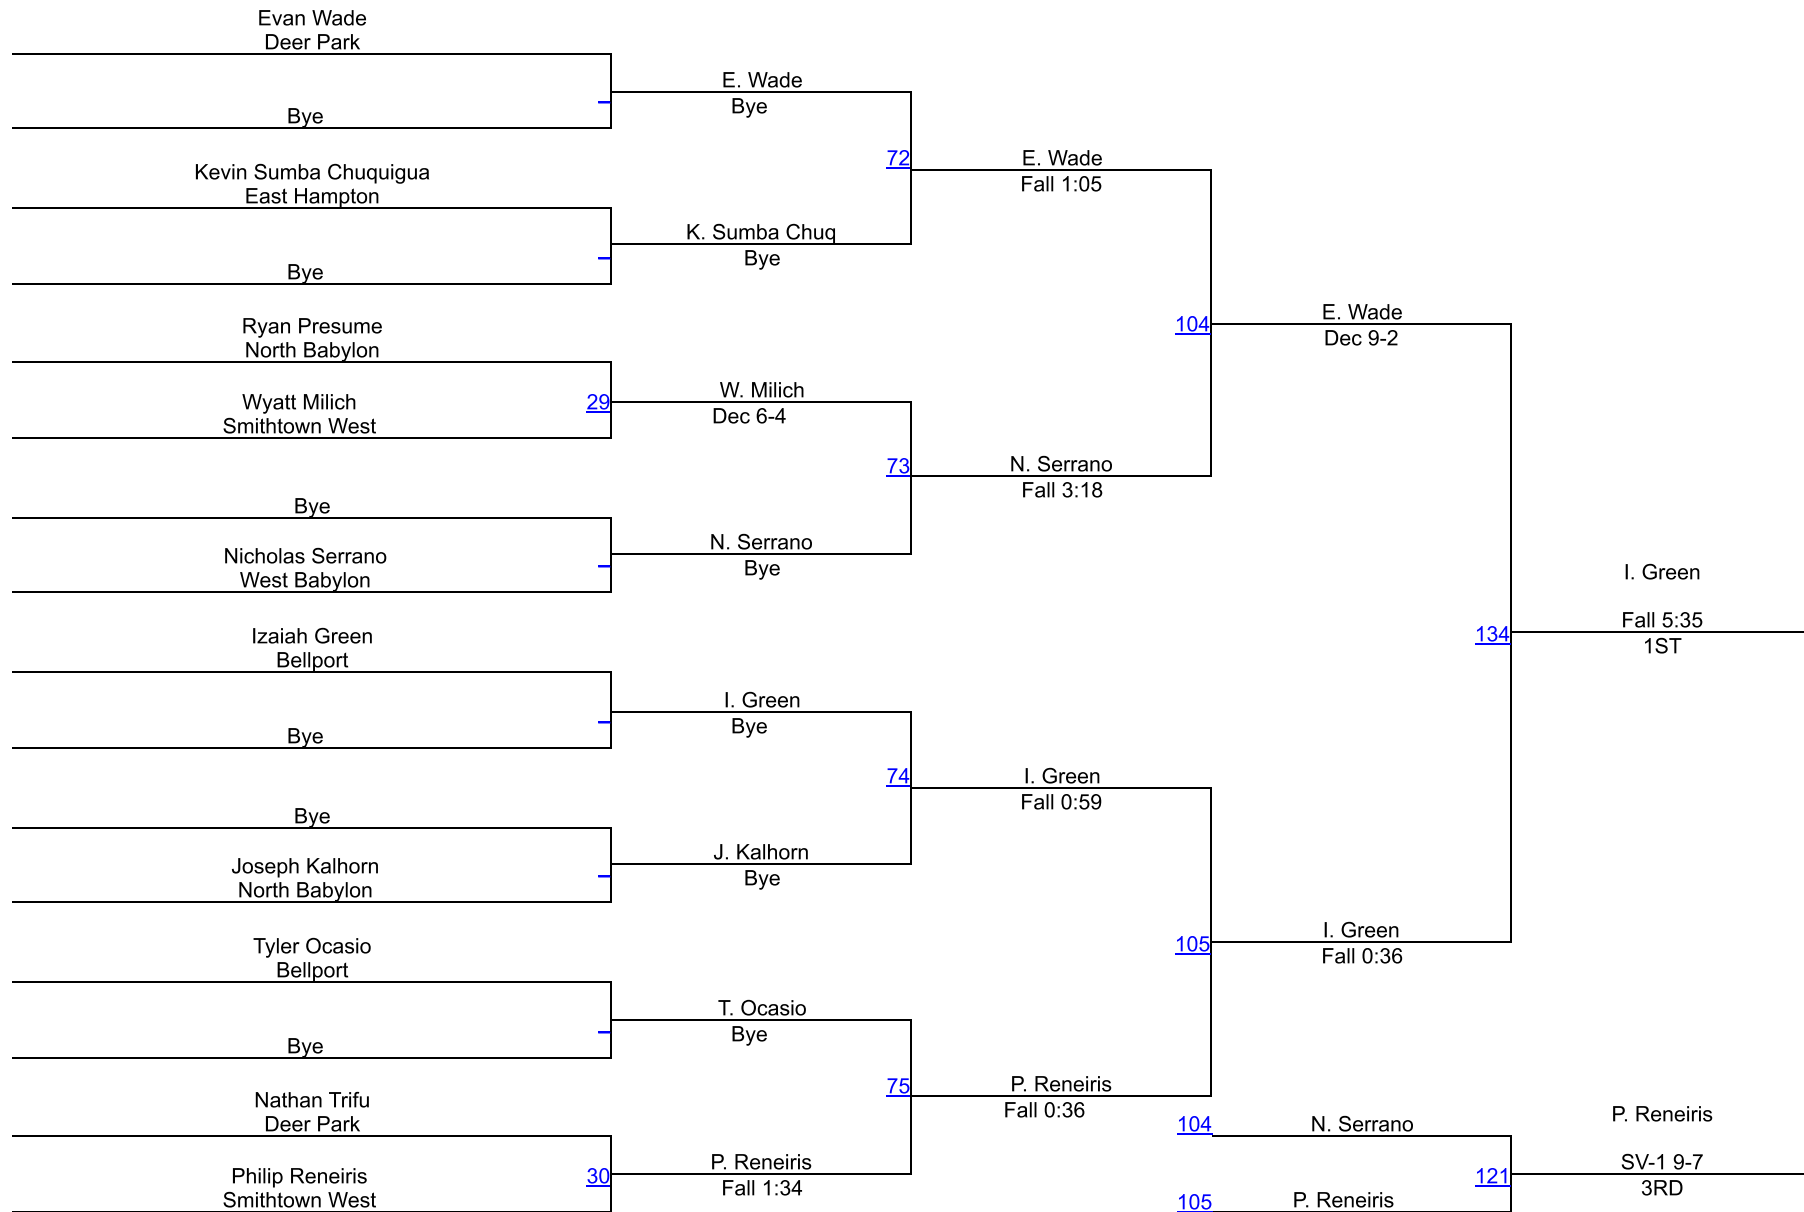 Evan Wade
Deer Park
Bye
Kevin Sumba Chuquigua
East Hampton
Bye
Ryan Presume
North Babylon
Wyatt Milich
Smithtown West
29
Bye
Nicholas Serrano
West Babylon
Izaiah Green
Bellport
Bye
Bye
Joseph Kalhorn
North Babylon
Tyler Ocasio
Bellport
Bye
Nathan Trifu
Deer Park
Philip Reneiris
Smithtown West
30
E. Wade
Bye
72
K. Sumba Chuq
Bye
W. Milich
Dec 6-4
73
N. Serrano
Bye
I. Green
Bye
74
J. Kalhorn
Bye
T. Ocasio
Bye
75
P. Reneiris
Fall 1:34
E. Wade
Fall 1:05
104
N. Serrano
Fall 3:18
I. Green
Fall 0:59
105
P. Reneiris
Fall 0:36
E. Wade
Dec 9-2
134
I. Green
Fall 0:36
I. Green
Fall 5:35
1ST
104
N. Serrano
121
105
P. Reneiris
P. Reneiris
SV-1 9-7
3RD